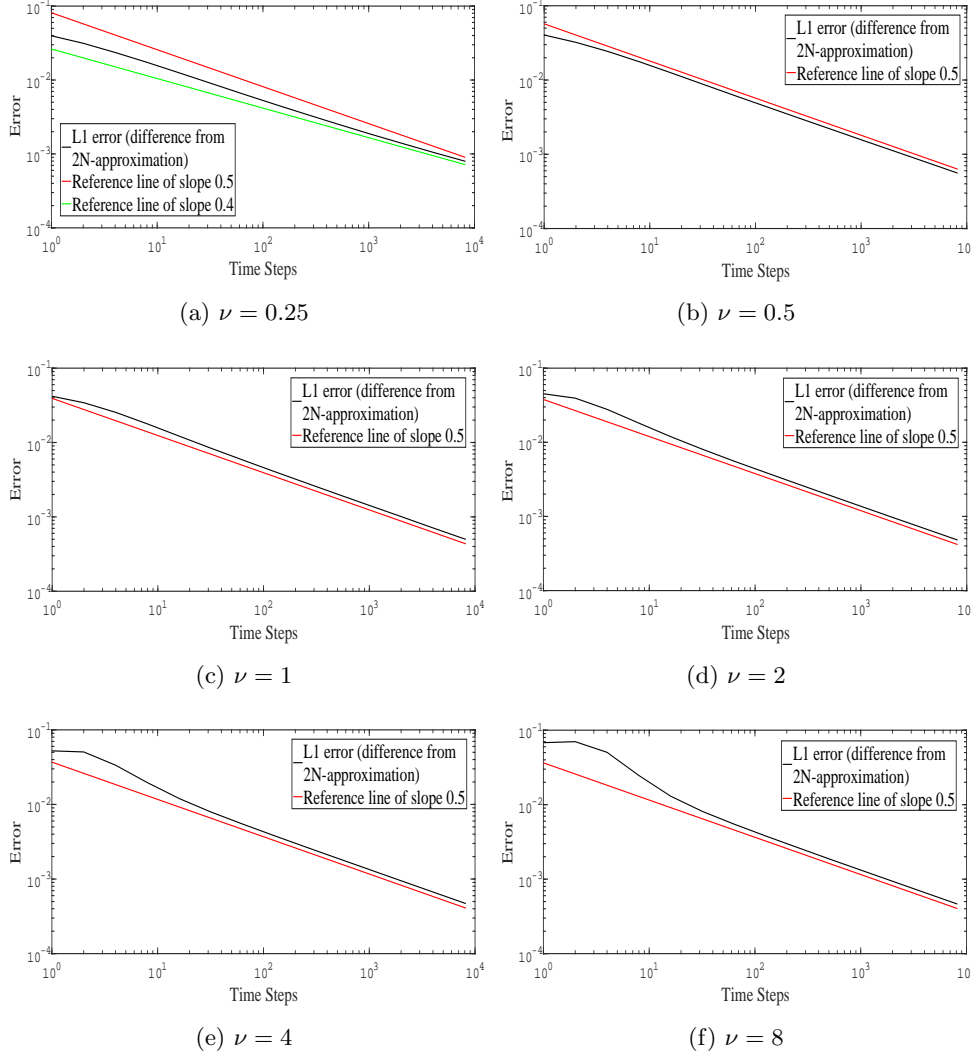 10^-1
10^-2
10^-3
10^-4
Error
L1 error (difference from
2N-approximation)
Reference line of slope 0.5
Reference line of slope 0.4
10^0
10^1
10^2
10^3
10^4
Time Steps
(a) ν = 0.25
10^-1
10^-2
10^-3
10^-4
Error
L1 error (difference from
2N-approximation)
Reference line of slope 0.5
10^0
10^1
10^2
10^3
10
Time Steps
(b) ν = 0.5
10^-1
10^-2
10^-3
10^-4
Error
L1 error (difference from
2N-approximation)
Reference line of slope 0.5
10^0
10^1
10^2
10^3
10^4
Time Steps
(c) ν = 1
10^-1
10^-2
10^-3
10^-4
Error
L1 error (difference from
2N-approximation)
Reference line of slope 0.5
10^0
10^1
10^2
10^3
10
Time Steps
(d) ν = 2
10^-1
10^-2
10^-3
10^-4
Error
L1 error (difference from
2N-approximation)
Reference line of slope 0.5
10^0
10^1
10^2
10^3
10^4
Time Steps
(e) ν = 4
10^-1
10^-2
10^-3
10^-4
Error
L1 error (difference from
2N-approximation)
Reference line of slope 0.5
10^0
10^1
10^2
10^3
10
Time Steps
(f) ν = 8